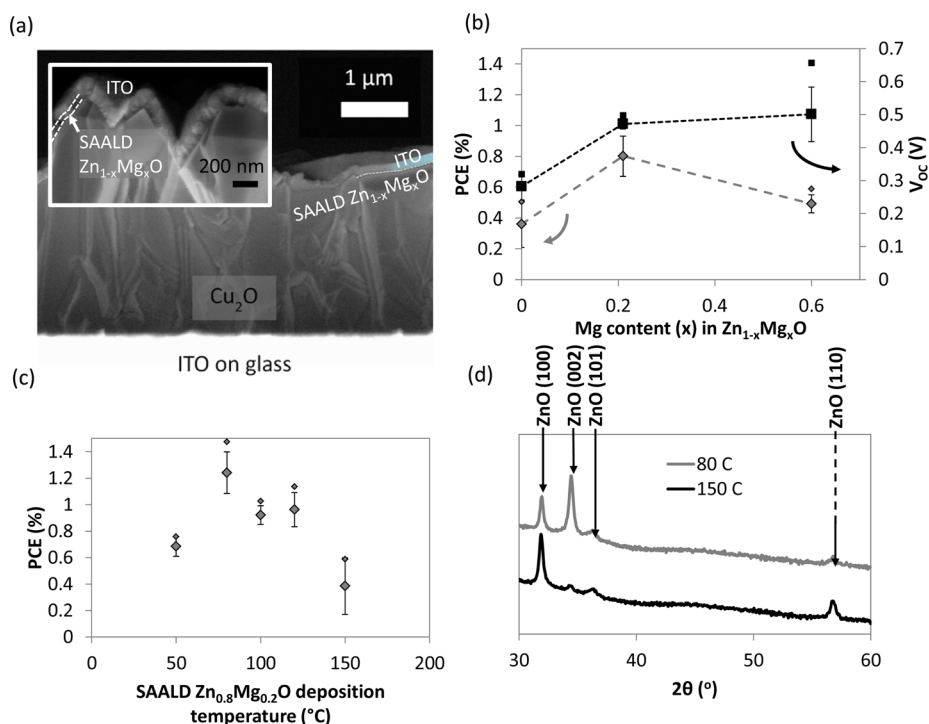 (a)
ITO
SAALD
Zn1-xMgxO
200 nm
1 μm
ITO
SAALD Zn1-xMgxO
Cu2O
ITO on glass
(b)
1.4
1.2
1
0.8
0.6
0.4
0.2
0
PCE (%)
0.7
0.6
0.5
0.4
0.3
0.2
0.1
0
VOC (V)
0.0
0.2
0.4
0.6
Mg content (x) in Zn1-xMgxO
(c)
1.4
1.2
1
0.8
0.6
0.4
0.2
0
PCE (%)
0
50
100
150
200
SAALD Zn0.8Mg0.2O deposition
temperature (°C)
(d)
ZnO (100)
ZnO (002)
ZnO (101)
ZnO (110)
80 C
150 C
30
40
50
60
2θ (°)